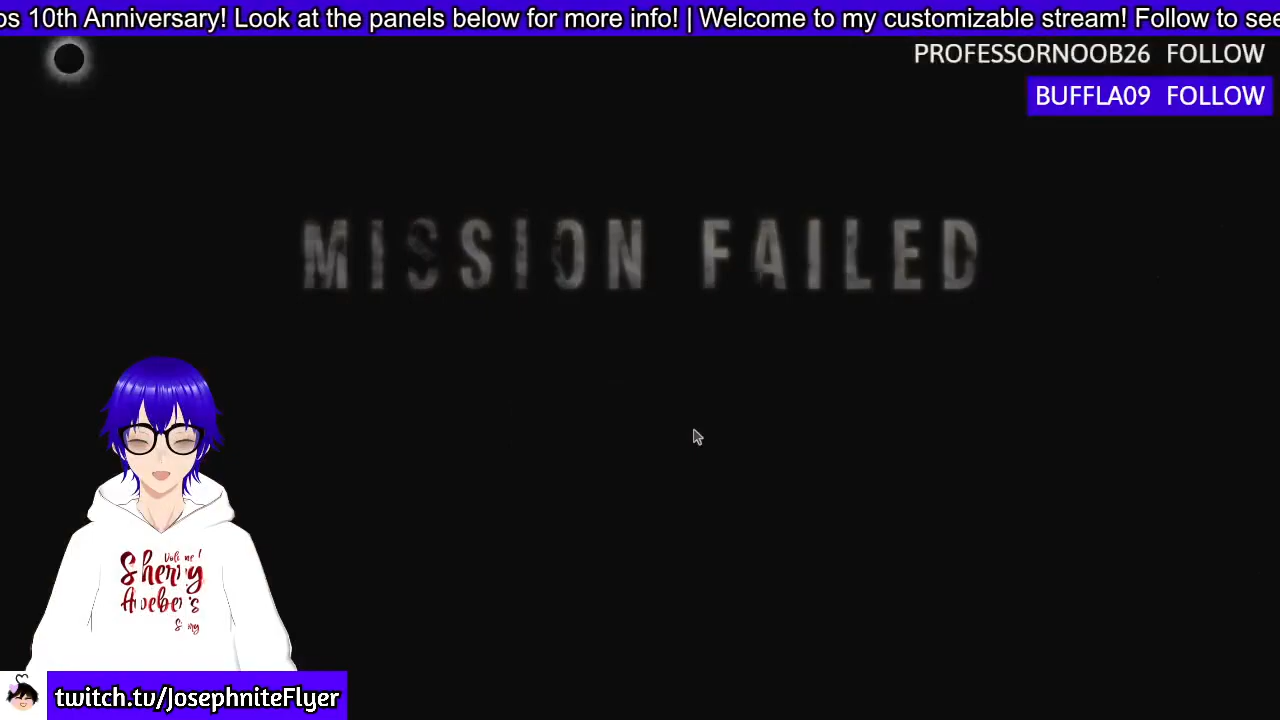 os 10th Anniversary! Look at the panels below for more info! | Welcome to my customizable stream! Follow to see
PROFESSORNOOB26 FOLLOW
BUFFLA09 FOLLOW
MISSION FAILED
Sherry
twitch.tv/JosephniteFlyer